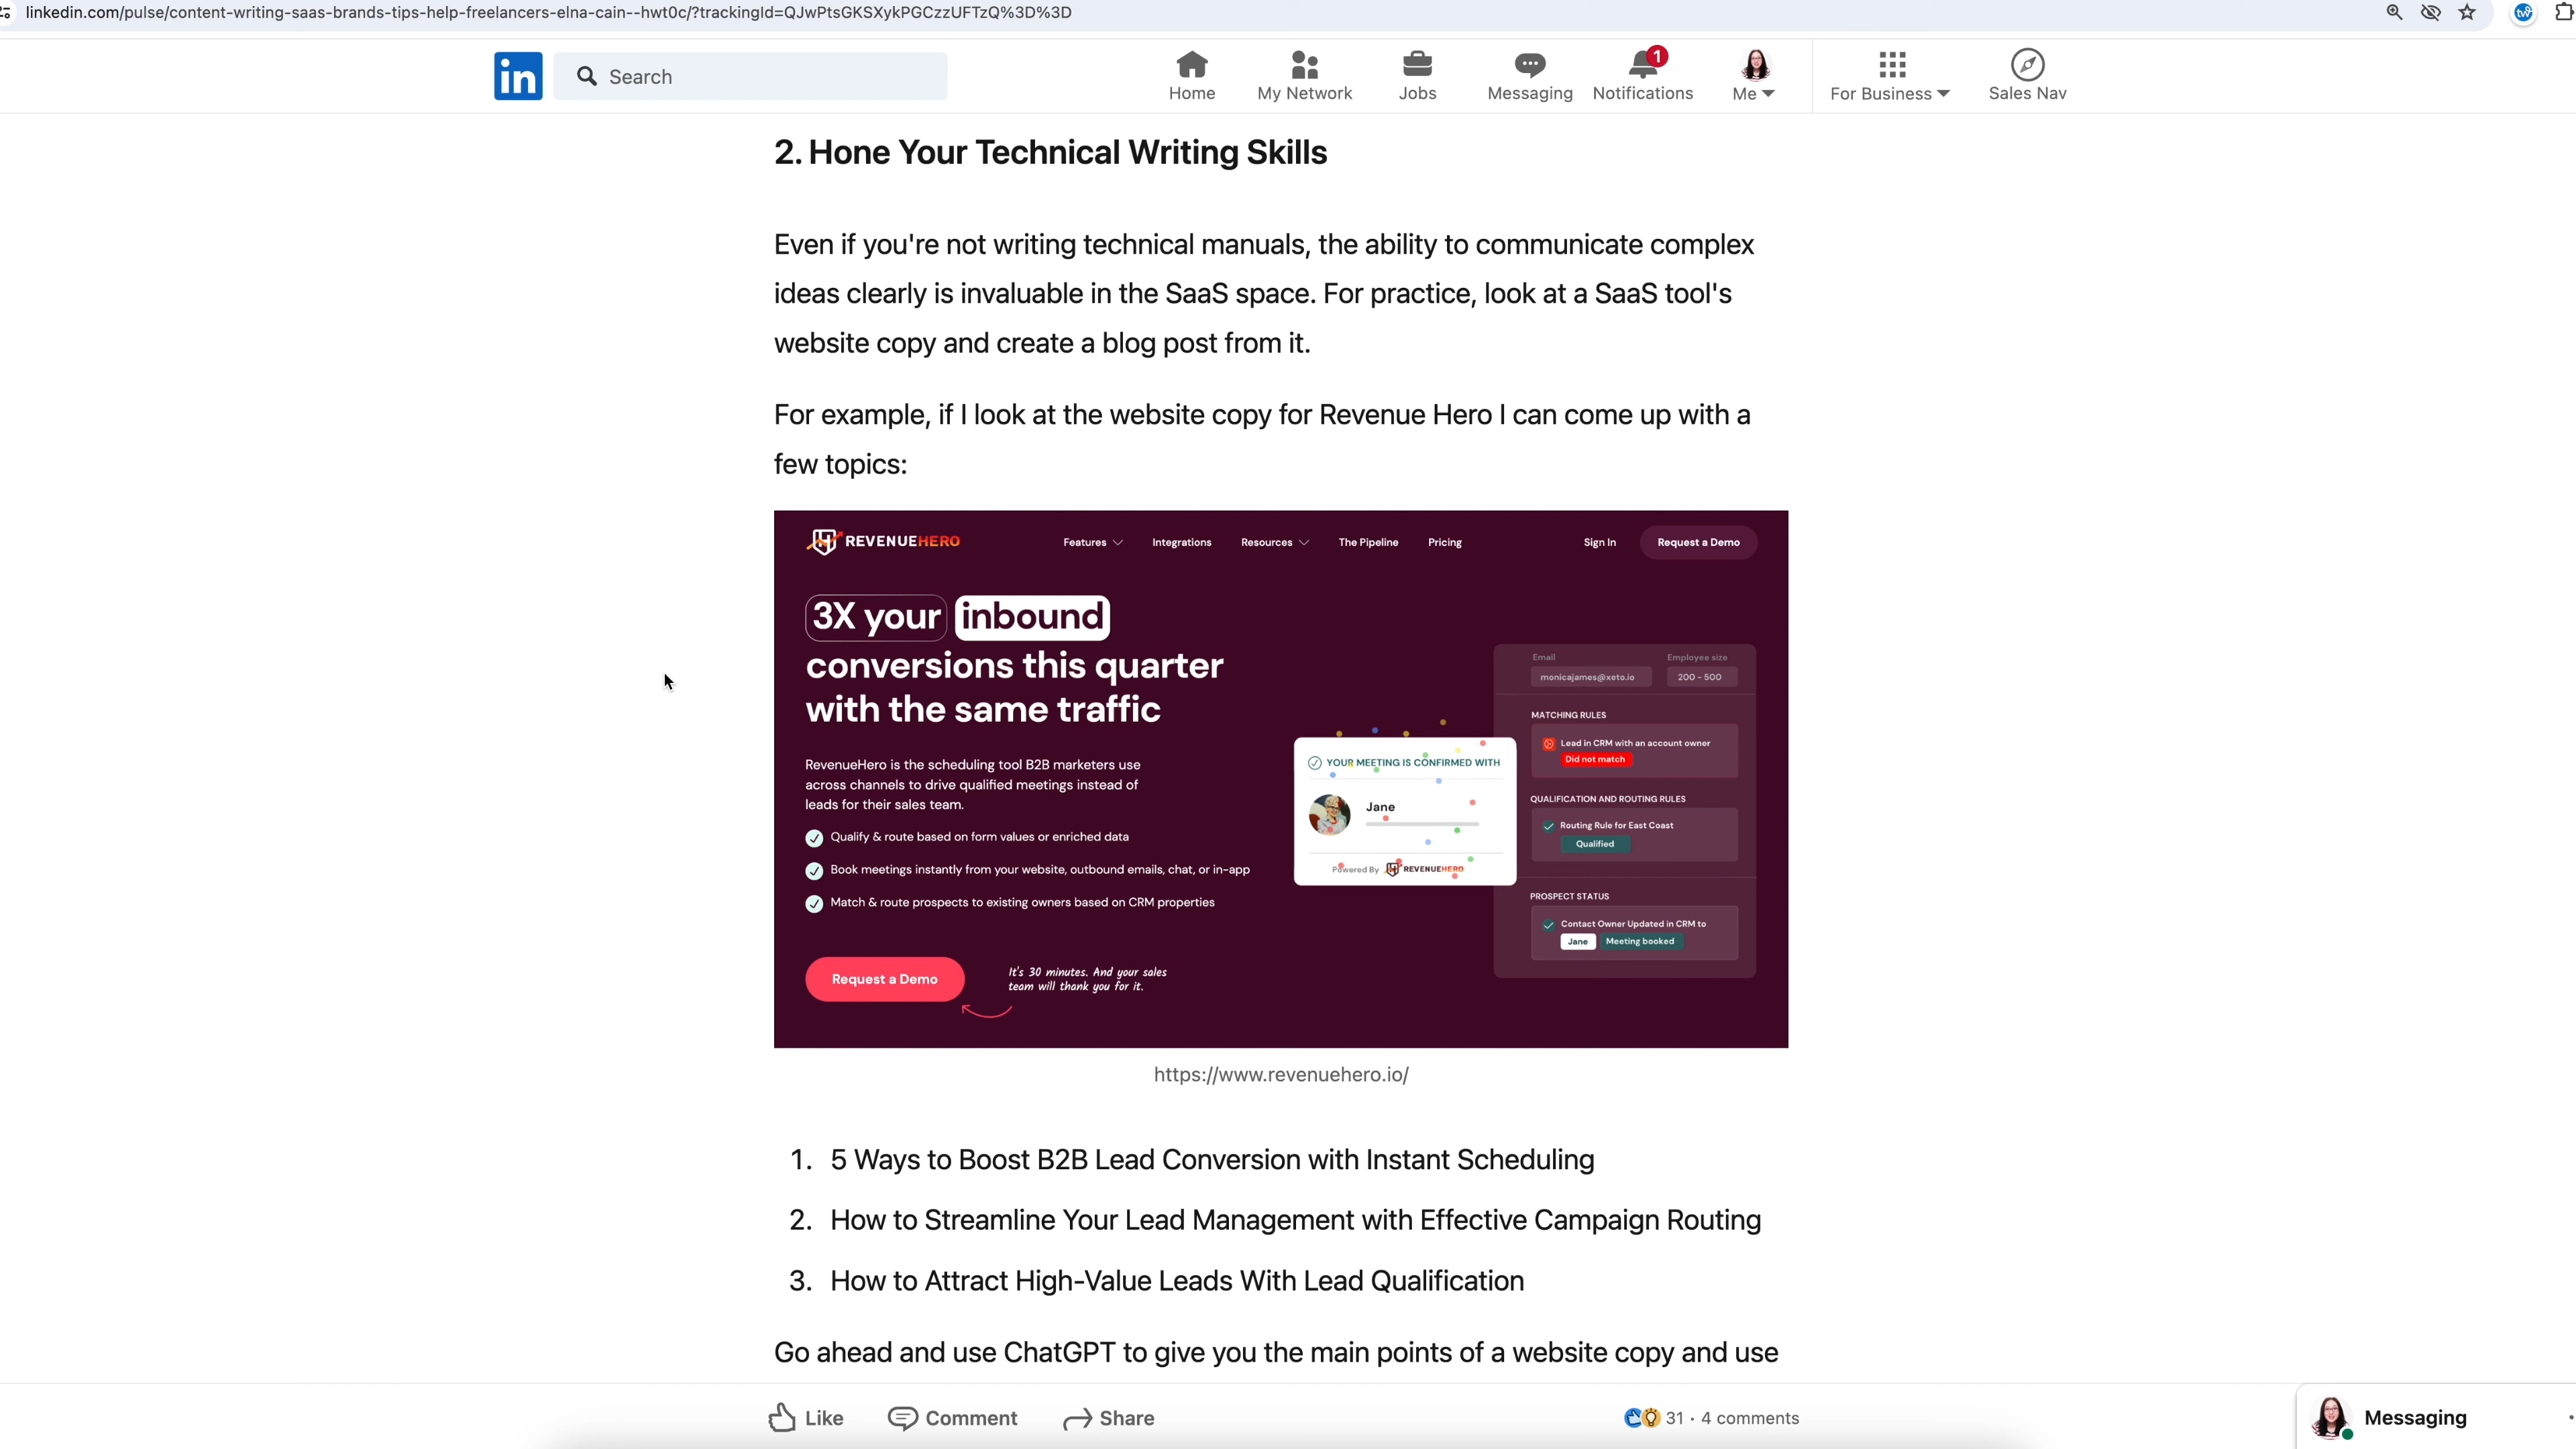 linkedin.com/pulse/content-writing-saas-brands-tips-help-freelancers-elna-cain--hwt0c/?trackingId=QJwPtsGKSXykPGCzzUFTzQ%3D%3D
in
Search
Home
My Network
Jobs
Messaging
1
Notifications
Me
For Business
Sales Nav
2. Hone Your Technical Writing Skills
Even if you're not writing technical manuals, the ability to communicate complex
ideas clearly is invaluable in the SaaS space. For practice, look at a SaaS tool's
website copy and create a blog post from it.
For example, if I look at the website copy for Revenue Hero I can come up with a
few topics:
REVENUEHERO
Features
Integrations
Resources
The Pipeline
Pricing
Sign In
Request a Demo
3X your inbound
conversions this quarter
with the same traffic
RevenueHero is the scheduling tool B2B marketers use
across channels to drive qualified meetings instead of
leads for their sales team.
Qualify & route based on form values or enriched data
Book meetings instantly from your website, outbound emails, chat, or in-app
Match & route prospects to existing owners based on CRM properties
Request a Demo
It's 30 minutes. And your sales
team will thank you for it.
YOUR MEETING IS CONFIRMED WITH
Jane
Powered By REVENUEHERO
Email
Employee size
monicajames@xeto.io
200 - 500
MATCHING RULES
Lead in CRM with an account owner
Did not match
QUALIFICATION AND ROUTING RULES
Routing Rule for East Coast
Qualified
PROSPECT STATUS
Contact Owner Updated in CRM to
Jane Meeting booked
https://www.revenuehero.io/
1. 5 Ways to Boost B2B Lead Conversion with Instant Scheduling
2. How to Streamline Your Lead Management with Effective Campaign Routing
3. How to Attract High-Value Leads With Lead Qualification
Go ahead and use ChatGPT to give you the main points of a website copy and use
Like
Comment
Share
31 · 4 comments
Messaging